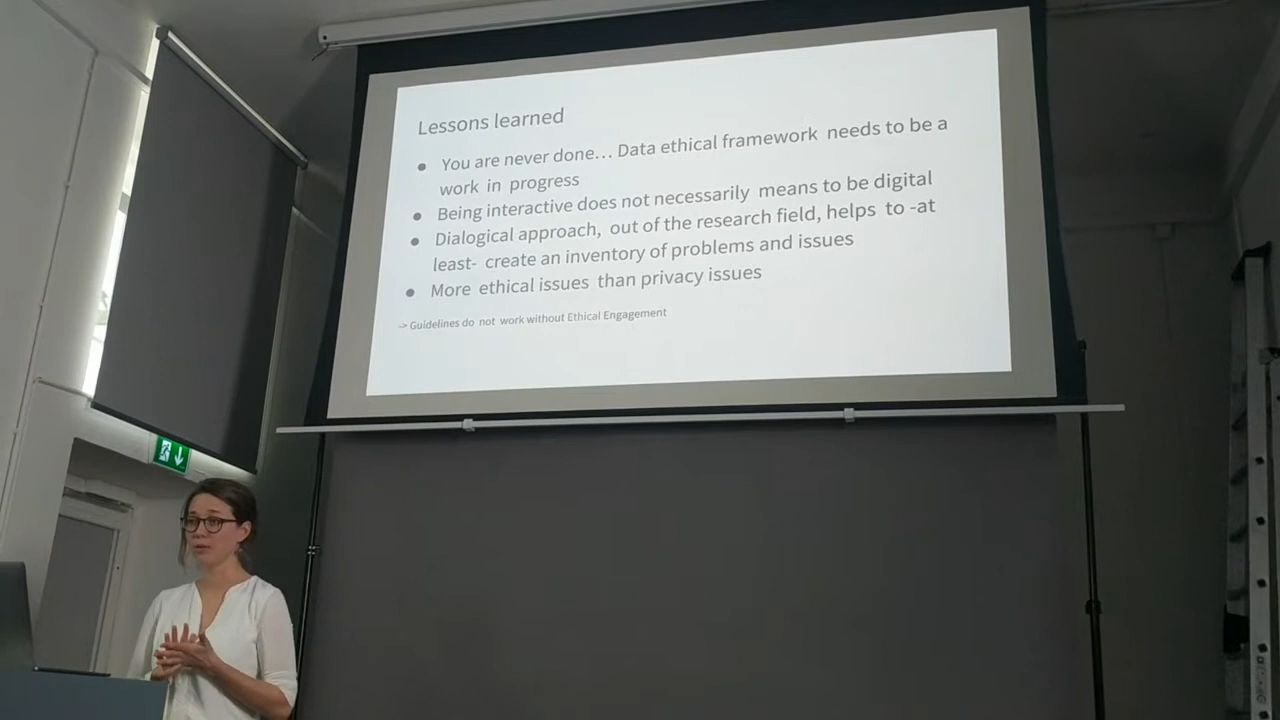 Lessons learned
● You are never done... Data ethical framework needs to be a
work in progress
● Being interactive does not necessarily means to be digital
● Dialogical approach, out of the research field, helps to -at
least- create an inventory of problems and issues
● More ethical issues than privacy issues
-> Guidelines do not work without Ethical Engagement